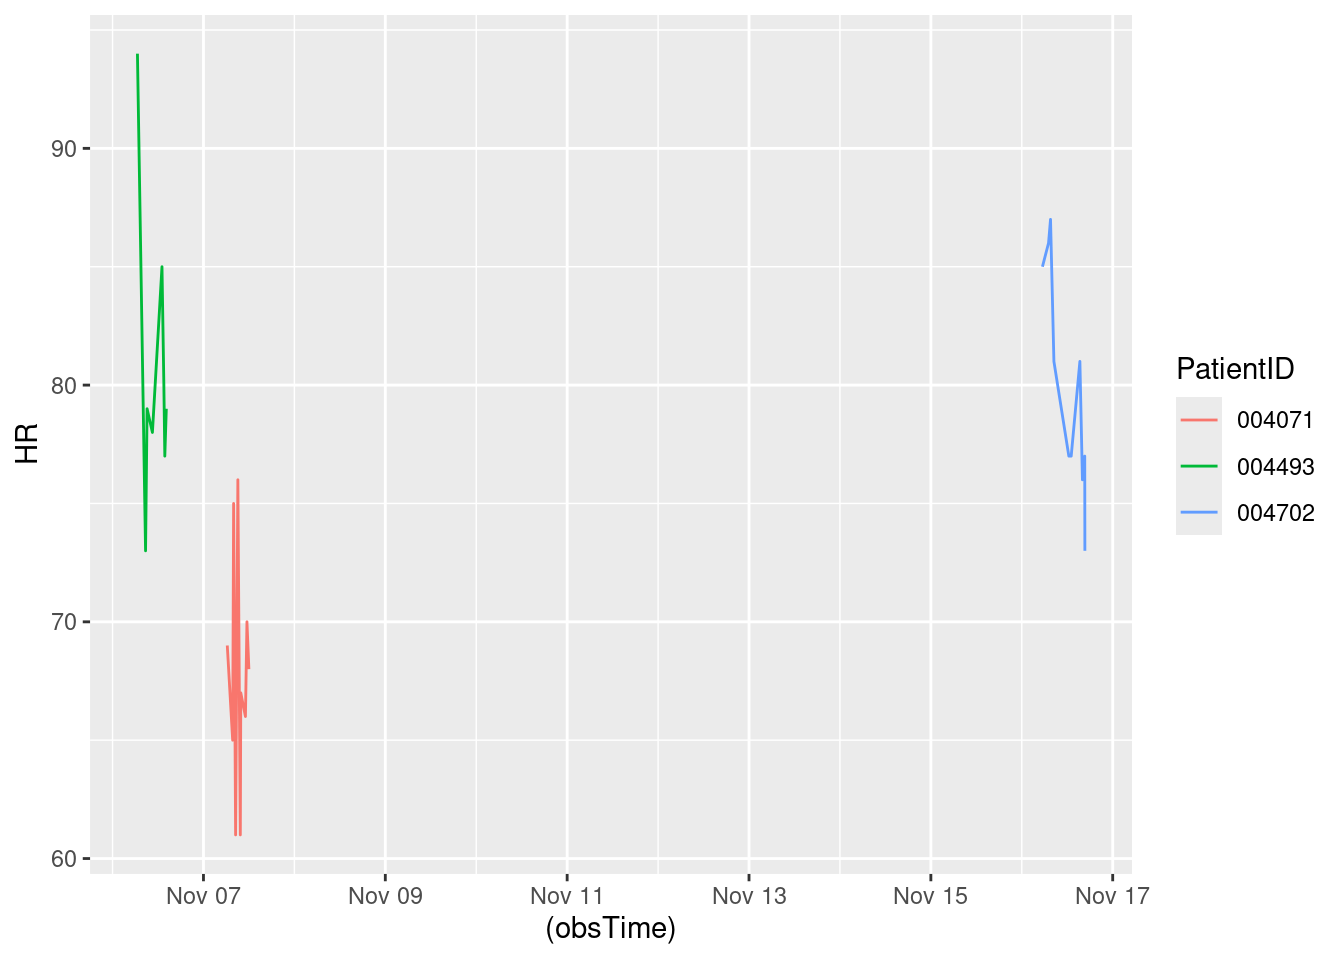 90
80
70
60
HR
Nov 07
Nov 09
Nov 11
Nov 13
Nov 15
Nov 17
(obsTime)
PatientID
004071
004493
004702